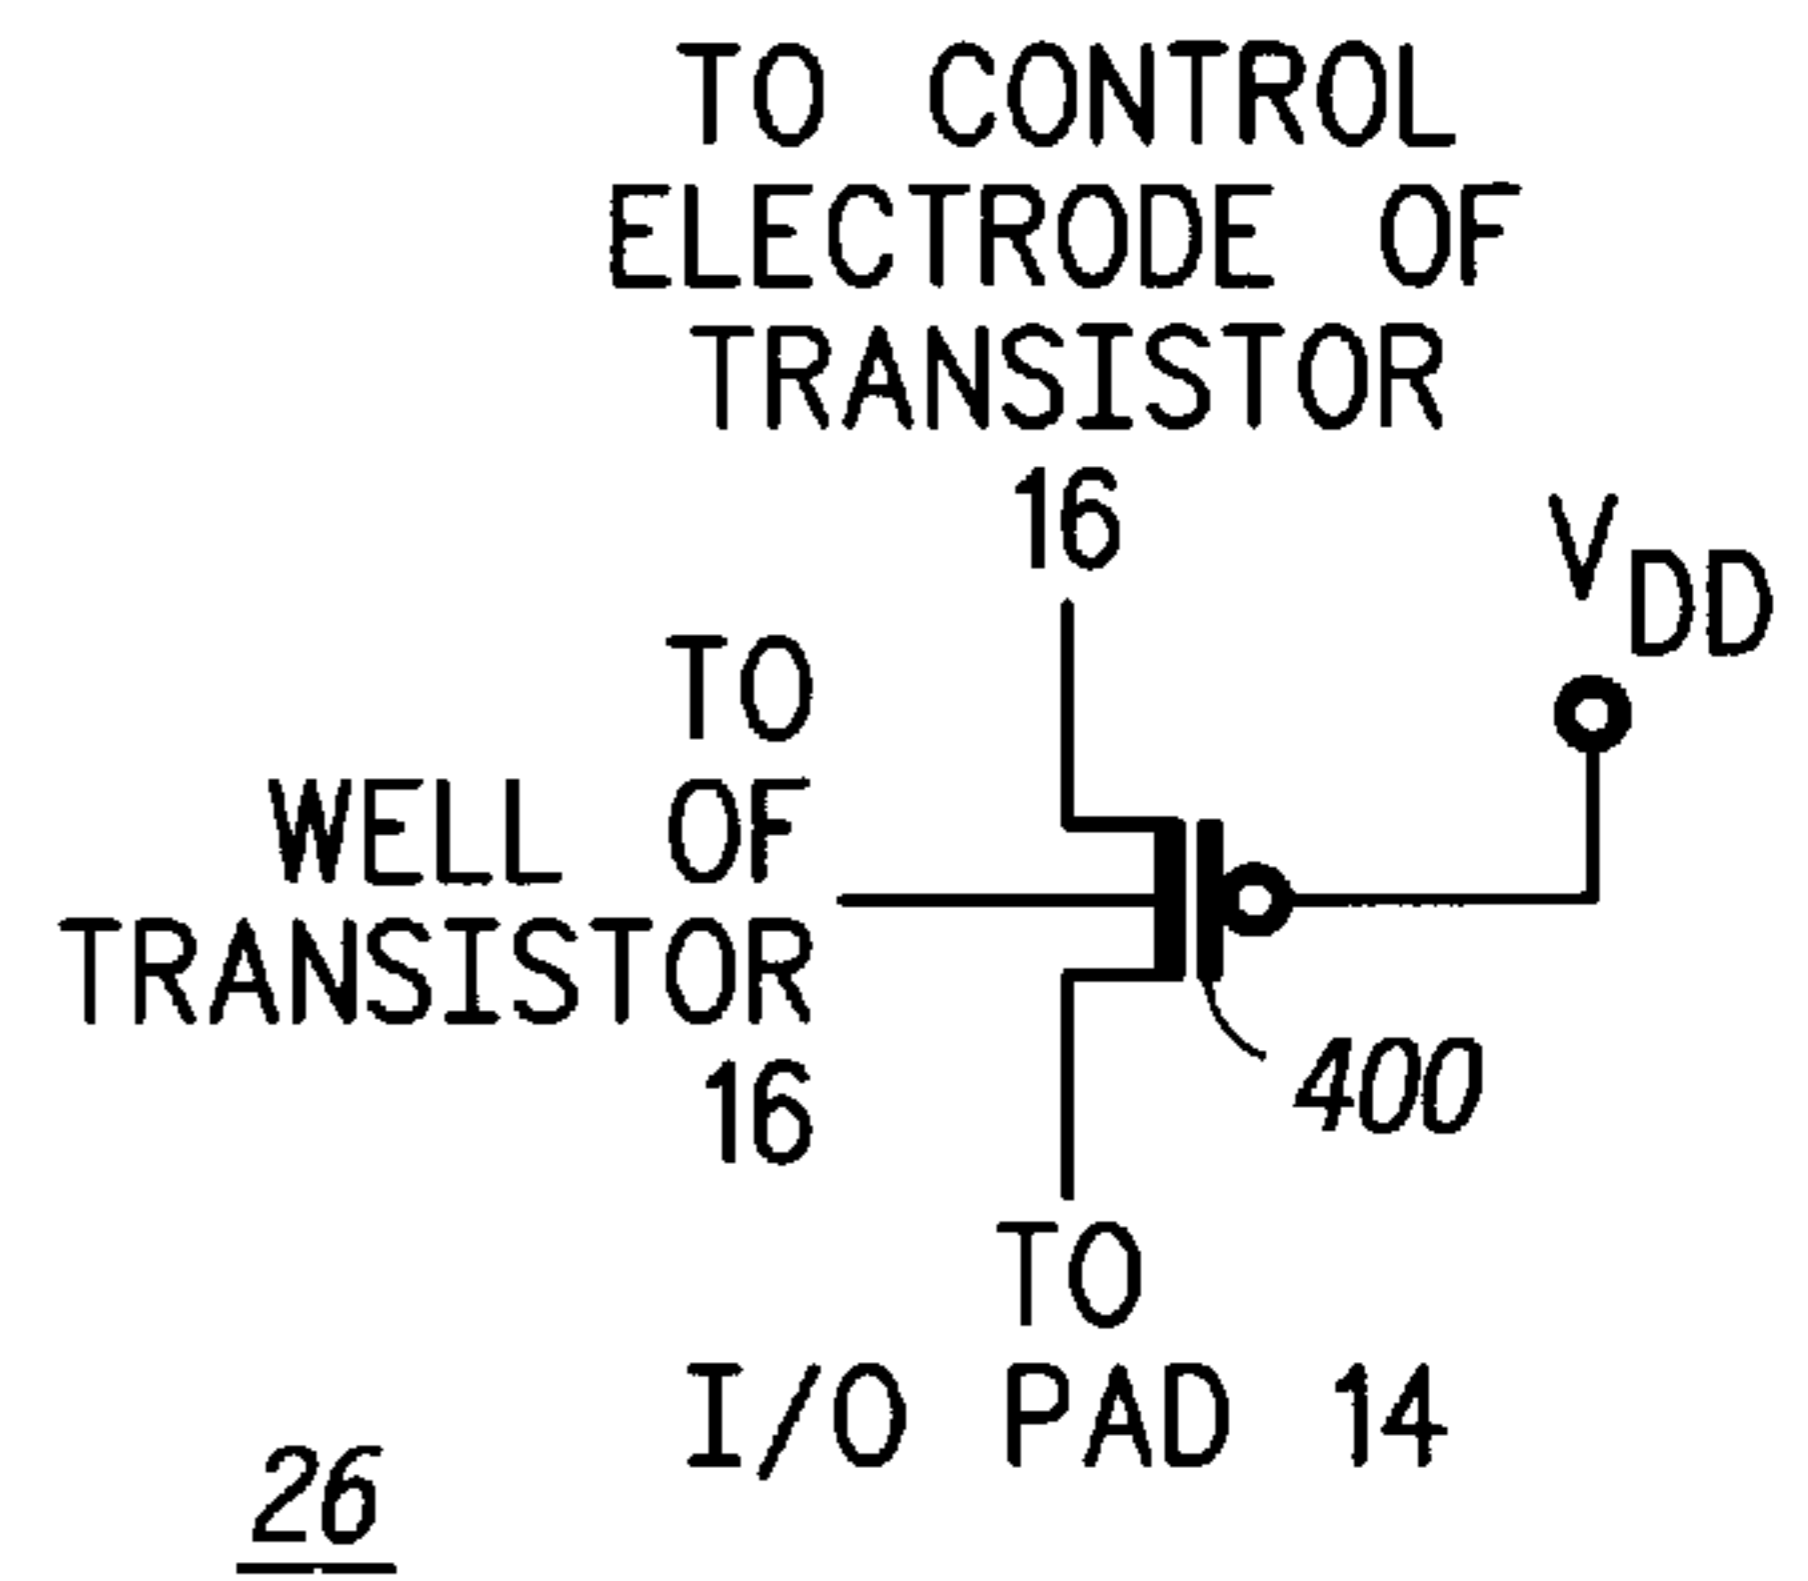 TO CONTROL
ELECTRODE OF
TRANSISTOR
16
VDD
TO
WELL OF
TRANSISTOR
16
400
TO
I/O PAD 14
26